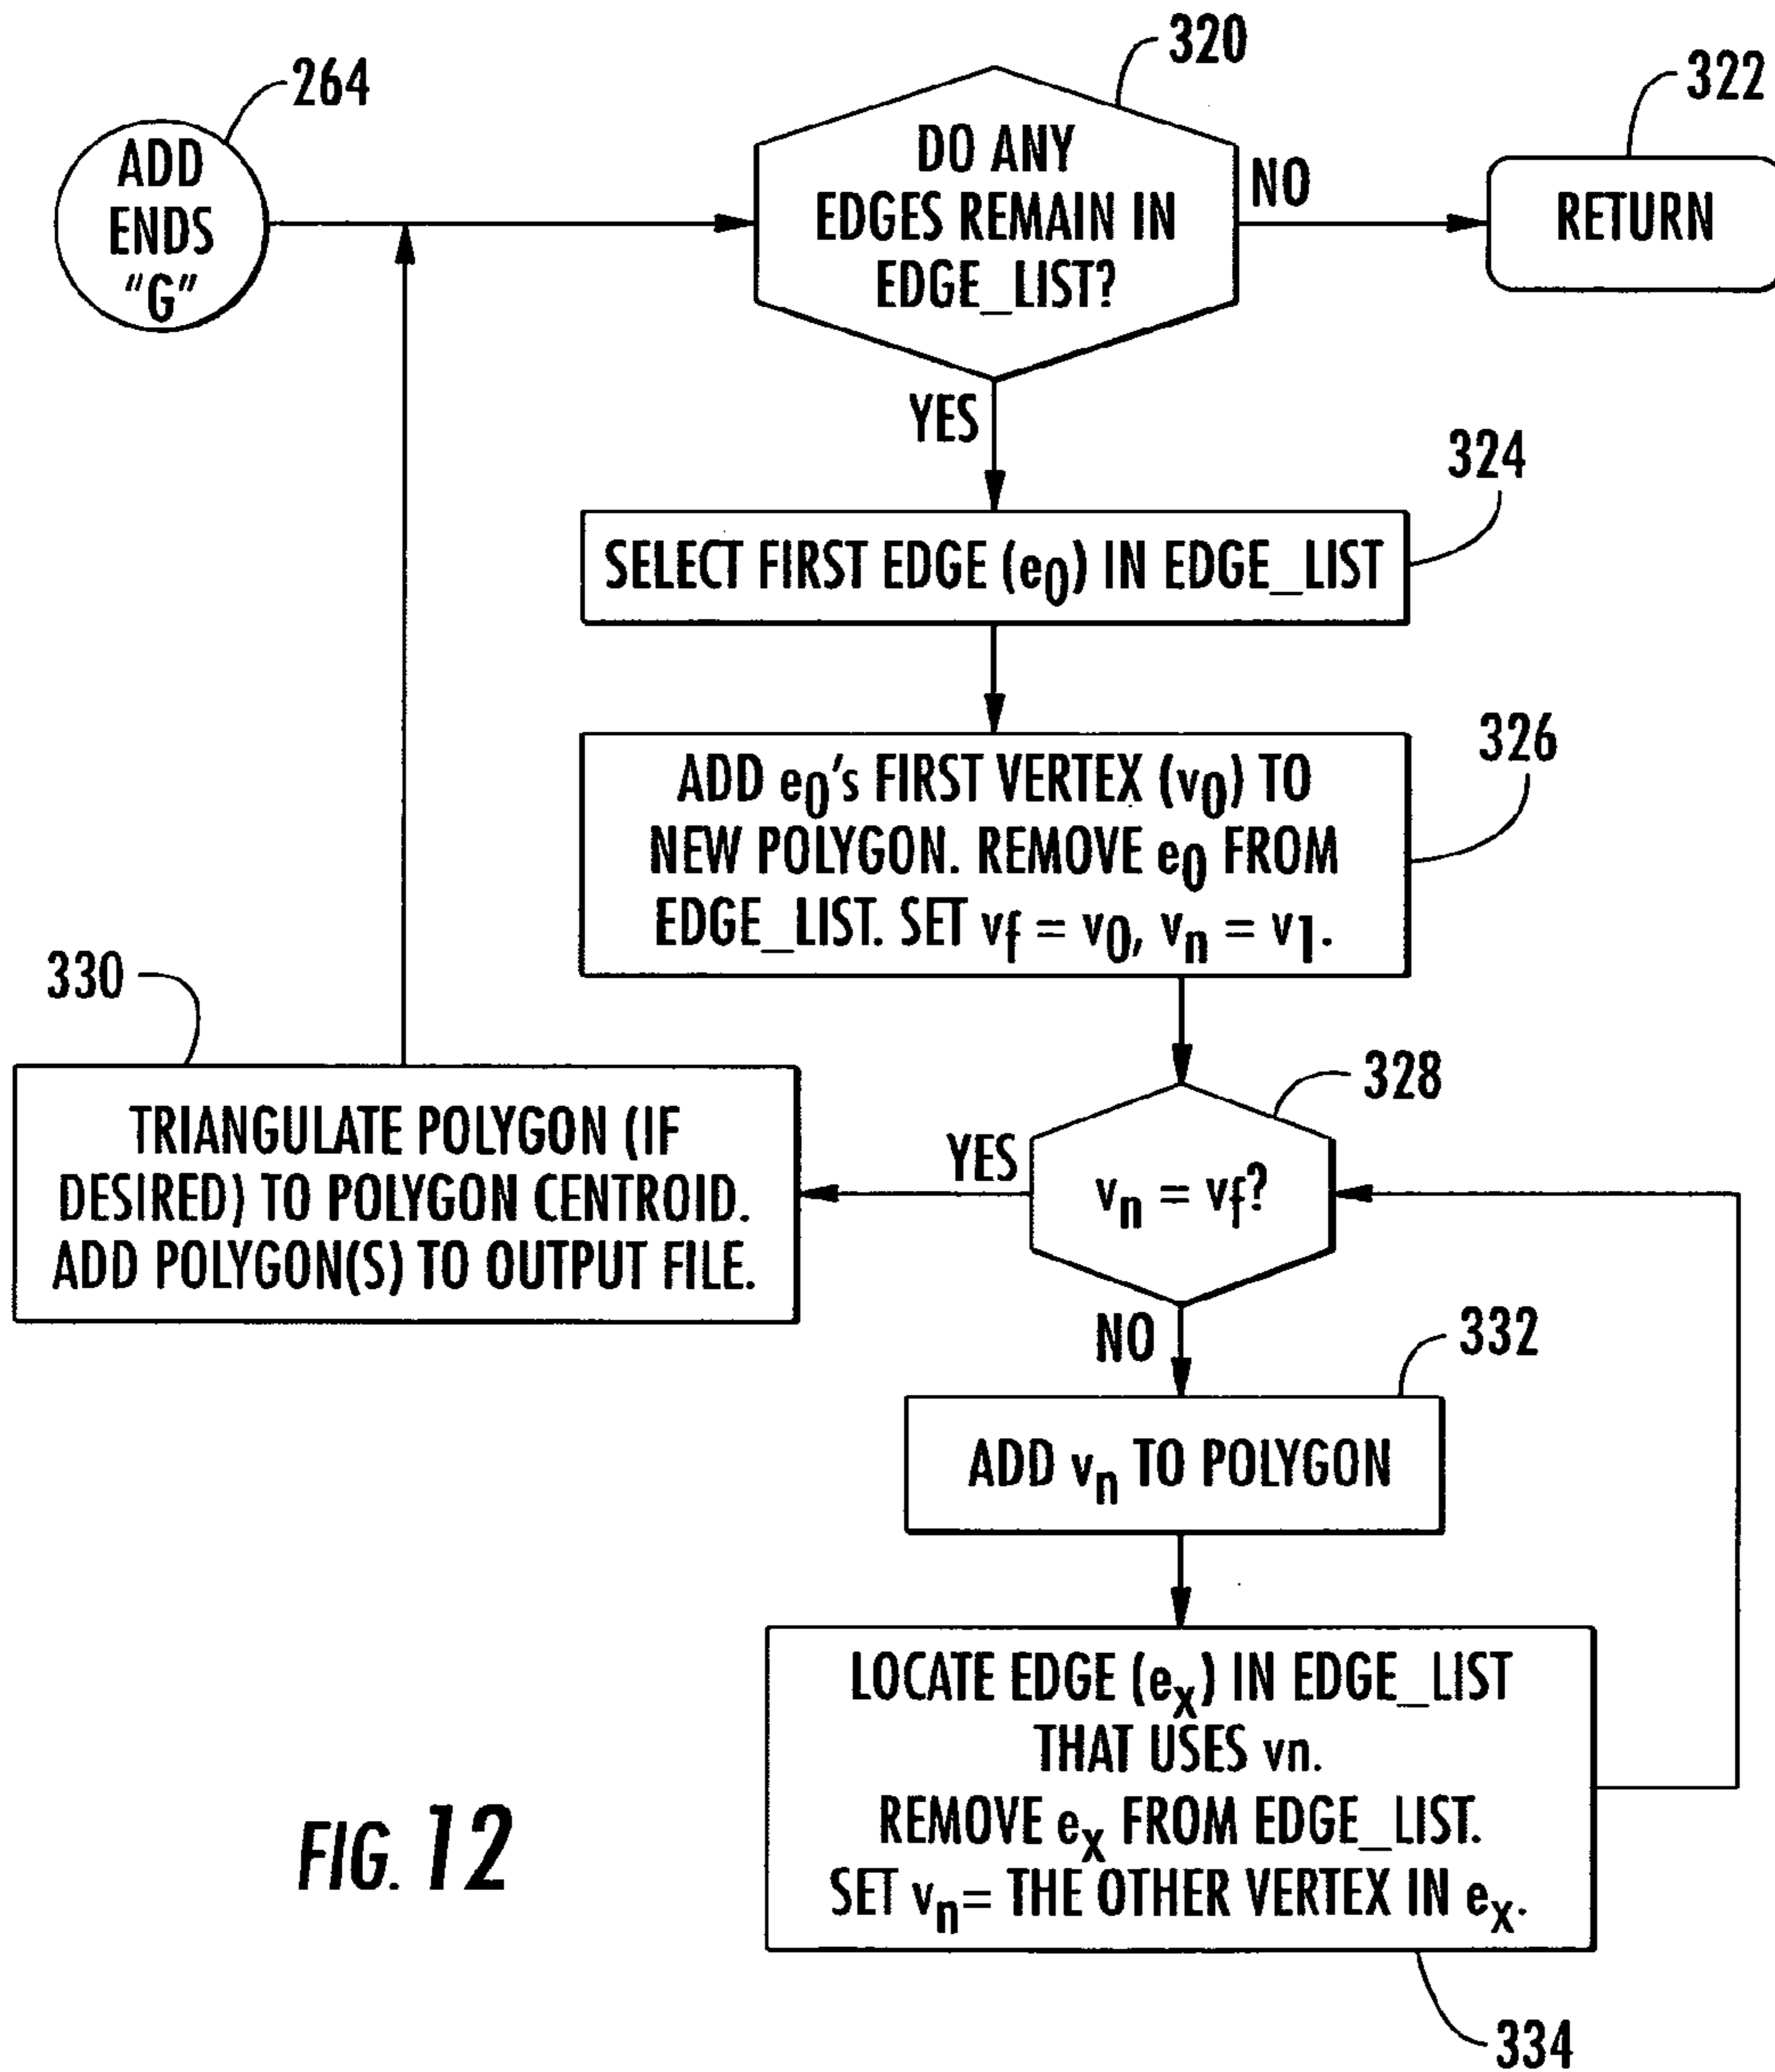 264
ADD
ENDS
"G"
320
DO ANY
EDGES REMAIN IN
EDGE_LIST?
NO
322
RETURN
YES
324
SELECT FIRST EDGE (e0) IN EDGE_LIST
326
ADD e0's FIRST VERTEX (v0) TO
NEW POLYGON. REMOVE e0 FROM
EDGE_LIST. SET vf = v0, vn = v1.
330
TRIANGULATE POLYGON (IF
DESIRED) TO POLYGON CENTROID.
ADD POLYGON(S) TO OUTPUT FILE.
328
YES
vn = vf?
NO
332
ADD vn TO POLYGON
LOCATE EDGE (ex) IN EDGE_LIST
THAT USES vn.
REMOVE ex FROM EDGE_LIST.
SET vn= THE OTHER VERTEX IN ex.
334
FIG. 12